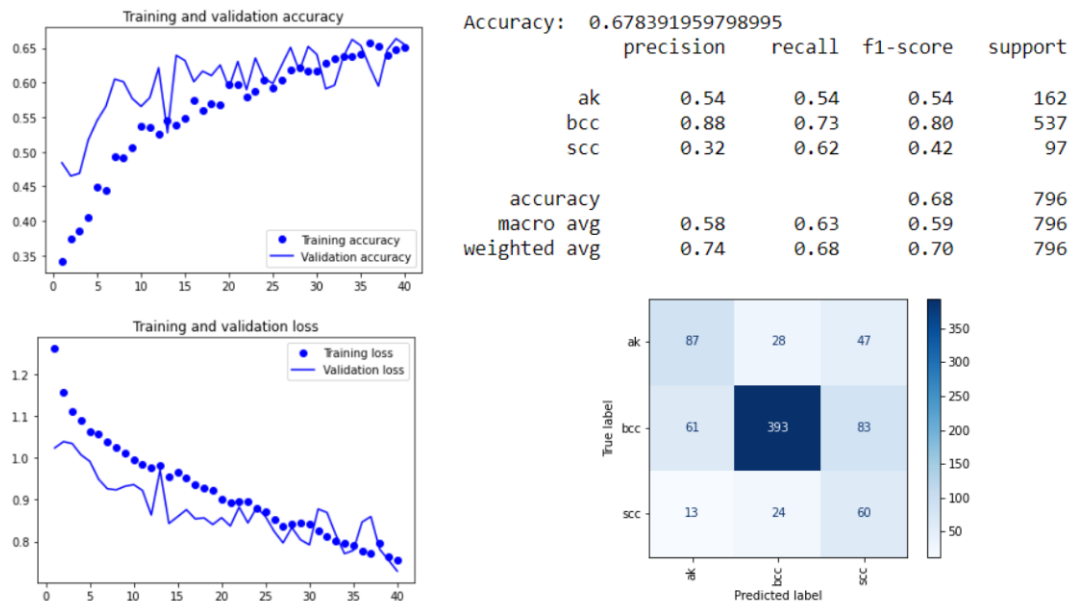 Training and validation accuracy
0.65
0.60
0.55
0.50
0.45
0.40
0.35
Training accuracy
Validation accuracy
0 5 10 15 20 25 30 35 40
Training and validation loss
Training loss
Validation loss
1.2
1.1
1.0
0.9
0.8
0 5 10 15 20 25 30 35 40
Accuracy: 0.678391959798995
precision recall f1-score support
ak 0.54 0.54 0.54 162
bcc 0.88 0.73 0.80 537
scc 0.32 0.62 0.42 97
accuracy 0.68 796
macro avg 0.58 0.63 0.59 796
weighted avg 0.74 0.68 0.70 796
True label
ak 87 28 47
bcc 61 393 83
scc 13 24 60
ak bcc scc
Predicted label
350
300
250
200
150
100
50